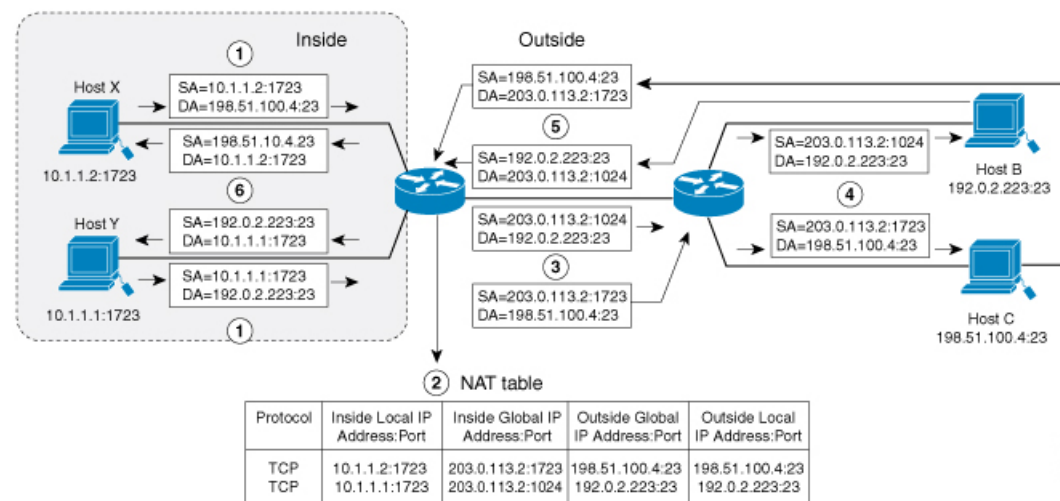 Inside
Outside
1
Host X
SA=10.1.1.2:1723
DA=198.51.100.4:23
SA=198.51.10.4.23
DA=10.1.1.2:1723
10.1.1.2:1723
6
Host Y
SA=192.0.2.223:23
DA=10.1.1.1:1723
SA=10.1.1.1:1723
DA=192.0.2.223:23
10.1.1.1:1723
1
SA=198.51.100.4:23
DA=203.0.113.2:1723
5
SA=192.0.2.223:23
DA=203.0.113.2:1024
SA=203.0.113.2:1024
DA=192.0.2.223:23
3
SA=203.0.113.2:1723
DA=198.51.100.4:23
SA=203.0.113.2:1024
DA=192.0.2.223:23
Host B
192.0.2.223:23
4
SA=203.0.113.2:1723
DA=198.51.100.4:23
Host C
198.51.100.4:23
2 NAT table
Protocol Inside Local IP Inside Global IP Outside Global Outside Local
Address:Port Address:Port IP Address:Port IP Address:Port
TCP 10.1.1.2:1723 203.0.113.2:1723 198.51.100.4:23 198.51.100.4:23
TCP 10.1.1.1:1723 203.0.113.2:1024 192.0.2.223:23 192.0.2.223:23